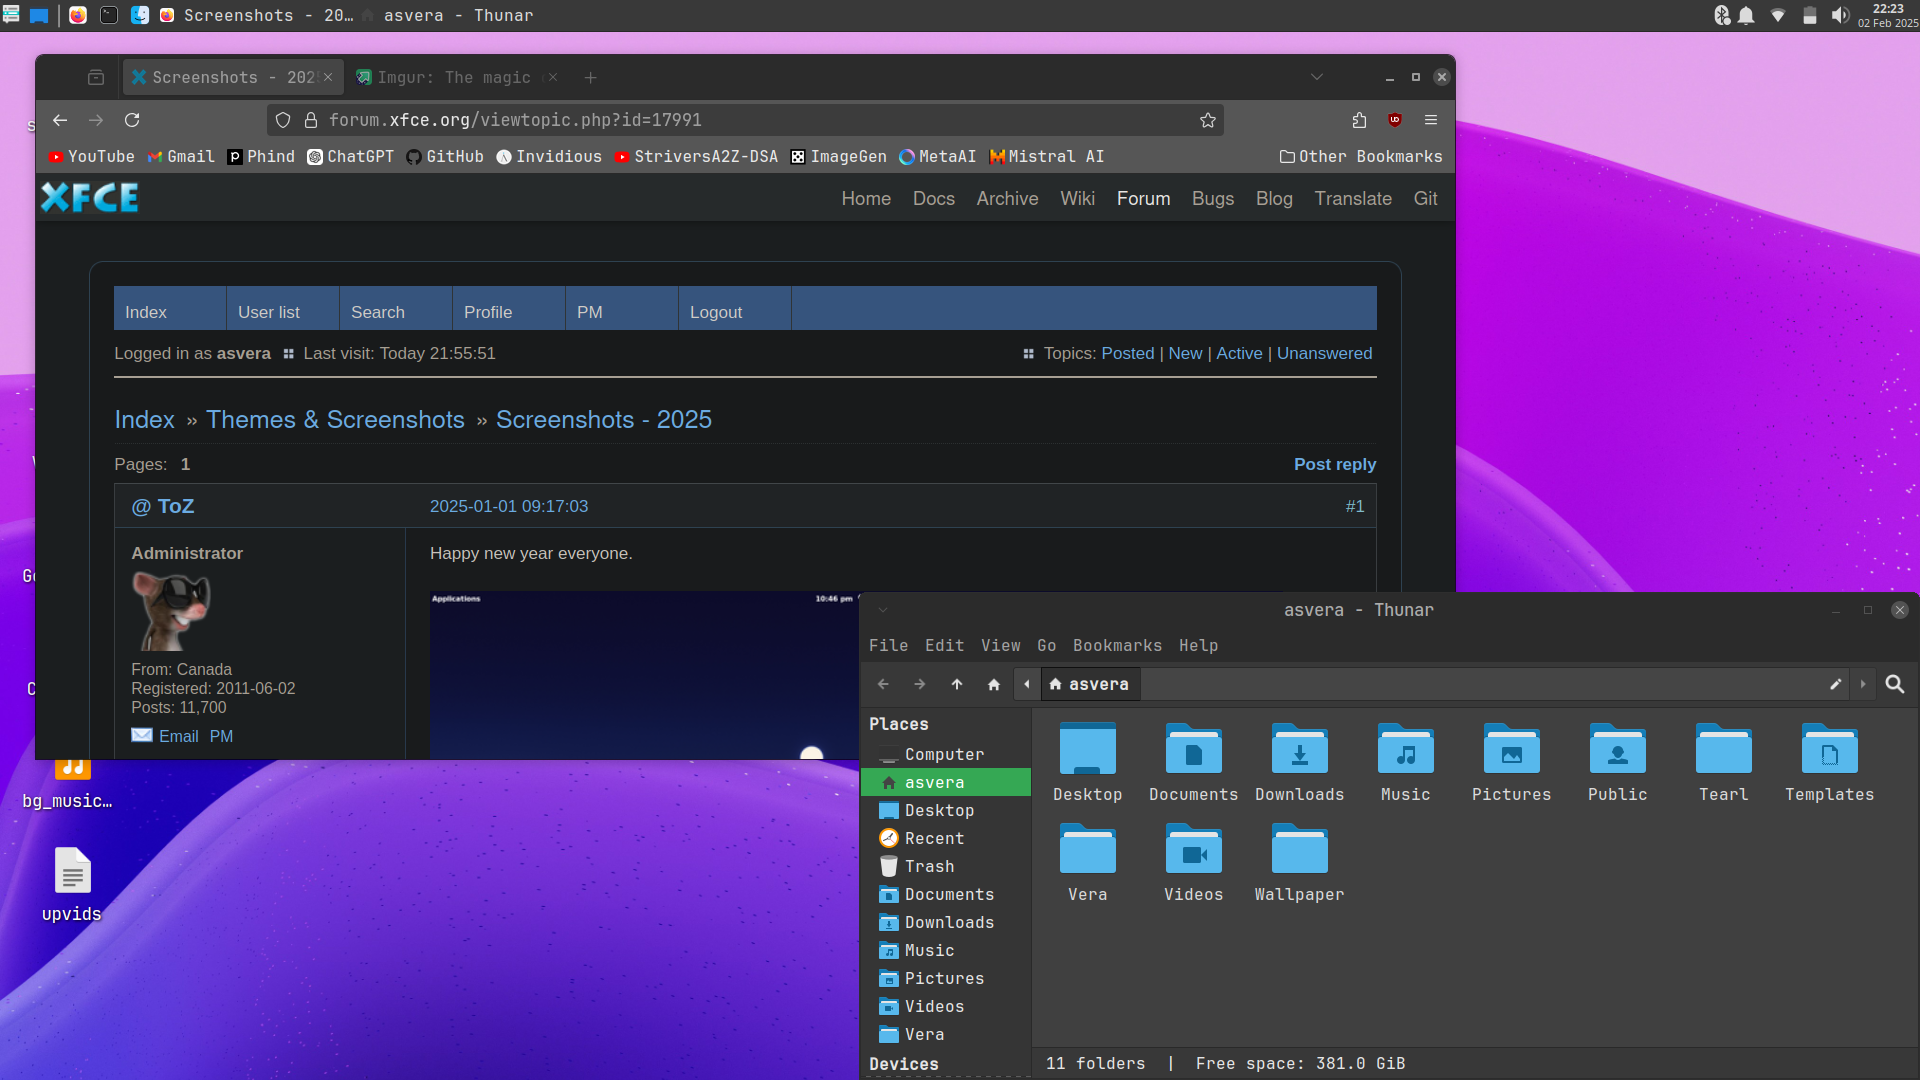 Screenshots - 20… asvera - Thunar
22:23
02 Feb 2025
Screenshots - 202 Imgur: The magic
forum.xfce.org/viewtopic.php?id=17991
YouTube Gmail Phind ChatGPT GitHub Invidious StriversA2Z-DSA ImageGen MetaAI Mistral AI Other Bookmarks
XFCE Home Docs Archive Wiki Forum Bugs Blog Translate Git
Index User list Search Profile PM Logout
Logged in as asvera Last visit: Today 21:55:51 Topics: Posted | New | Active | Unanswered
Index » Themes & Screenshots » Screenshots - 2025
Pages: 1 Post reply
@ ToZ 2025-01-01 09:17:03 #1
Administrator
Happy new year everyone.
Applications 10:46 pm
From: Canada
Registered: 2011-06-02
Posts: 11,700
Email PM
bg_music…
upvids
asvera - Thunar
File Edit View Go Bookmarks Help
asvera
Places
Computer
asvera
Desktop
Recent
Trash
Documents
Downloads
Music
Pictures
Videos
Vera
Devices
Desktop Documents Downloads Music Pictures Public Tearl Templates
Vera Videos Wallpaper
11 folders | Free space: 381.0 GiB